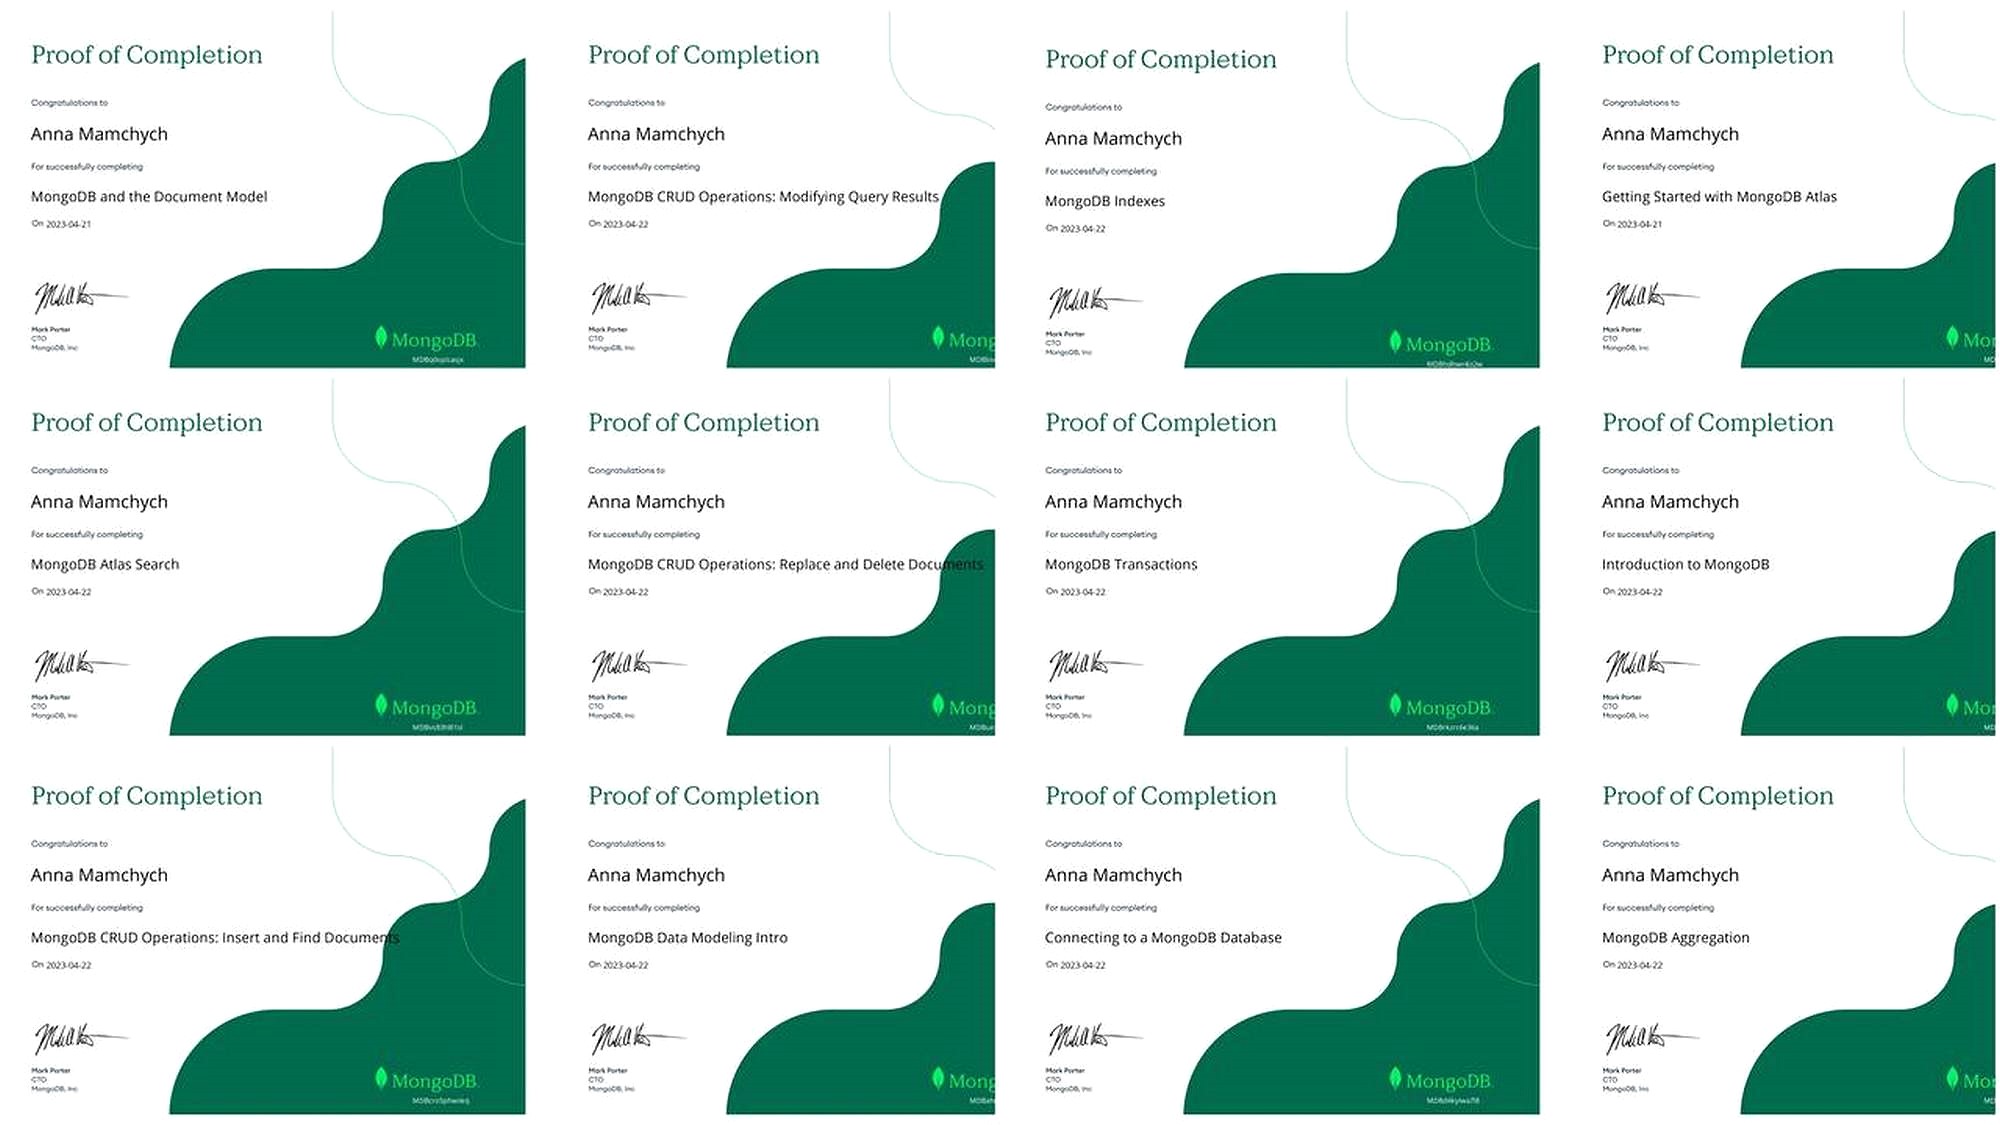 Proof of Completion
Congratulations to
Anna Mamchych
For successfully completing
MongoDB and the Document Model
On 2023-04-21
Mark Porter
CTO
MongoDB, Inc
MongoDB.
Proof of Completion
Congratulations to
Anna Mamchych
For successfully completing
MongoDB CRUD Operations: Modifying Query Results
On 2023-04-22
Mark Porter
CTO
MongoDB, Inc
Mong
Proof of Completion
Congratulations to
Anna Mamchych
For successfully completing
MongoDB Indexes
On 2023-04-22
Mark Porter
CTO
MongoDB, Inc
MongoDB.
Proof of Completion
Congratulations to
Anna Mamchych
For successfully completing
Getting Started with MongoDB Atlas
On 2023-04-21
Mark Porter
CTO
MongoDB, Inc
Mo
Proof of Completion
Congratulations to
Anna Mamchych
For successfully completing
MongoDB Atlas Search
On 2023-04-22
Mark Porter
CTO
MongoDB, Inc
MongoDB.
Proof of Completion
Congratulations to
Anna Mamchych
For successfully completing
MongoDB CRUD Operations: Replace and Delete Documents
On 2023-04-22
Mark Porter
CTO
MongoDB, Inc
Mong
Proof of Completion
Congratulations to
Anna Mamchych
For successfully completing
MongoDB Transactions
On 2023-04-22
Mark Porter
CTO
MongoDB, Inc
MongoDB.
Proof of Completion
Congratulations to
Anna Mamchych
For successfully completing
Introduction to MongoDB
On 2023-04-22
Mark Porter
CTO
MongoDB, Inc
Mo
Proof of Completion
Congratulations to
Anna Mamchych
For successfully completing
MongoDB CRUD Operations: Insert and Find Documents
On 2023-04-22
Mark Porter
CTO
MongoDB, Inc
MongoDB.
Proof of Completion
Congratulations to
Anna Mamchych
For successfully completing
MongoDB Data Modeling Intro
On 2023-04-22
Mark Porter
CTO
MongoDB, Inc
Mong
Proof of Completion
Congratulations to
Anna Mamchych
For successfully completing
Connecting to a MongoDB Database
On 2023-04-22
Mark Porter
CTO
MongoDB, Inc
MongoDB.
Proof of Completion
Congratulations to
Anna Mamchych
For successfully completing
MongoDB Aggregation
On 2023-04-22
Mark Porter
CTO
MongoDB, Inc
Mo